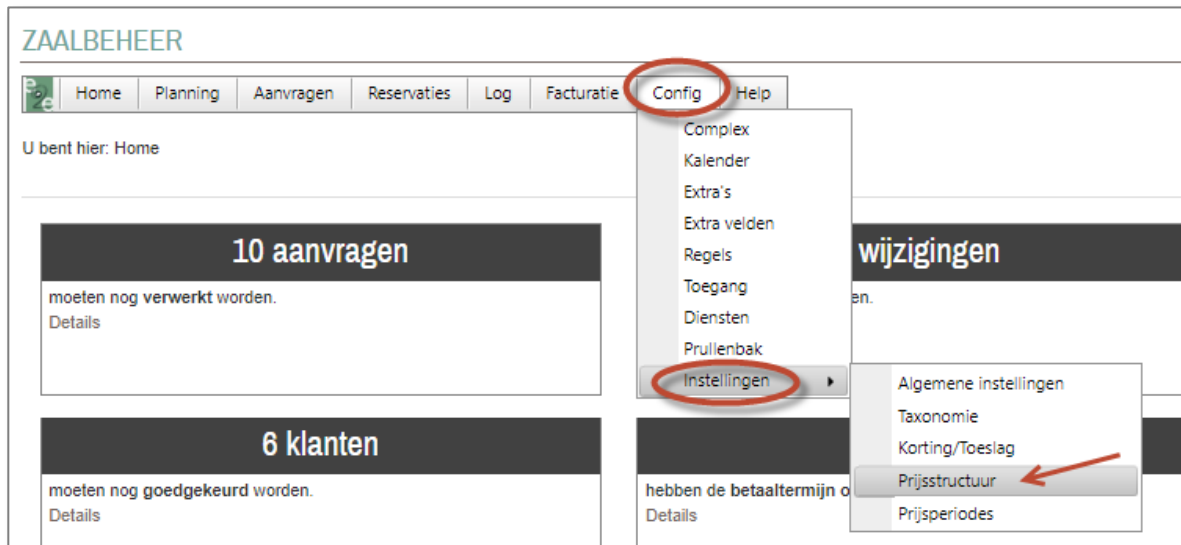 ZAALBEHEER
e2e Home Planning Aanvragen Reservaties Log Facturatie Config Help
U bent hier: Home
Complex
Kalender
Extra's
Extra velden
Regels
Toegang
Diensten
Prullenbak
Instellingen
Algemene instellingen
Taxonomie
Korting/Toeslag
Prijsstructuur
Prijsperiodes
10 aanvragen
moeten nog verwerkt worden.
Details
wijzigingen
en.
6 klanten
moeten nog goedgekeurd worden.
Details
hebben de betaaltermijn o
Details